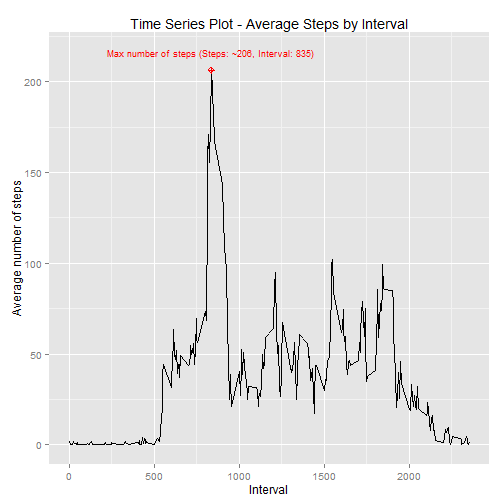 Time Series Plot - Average Steps by Interval
Max number of steps (Steps: ~206, Interval: 835)
200
150
100
50
0
Average number of steps
0
500
1000
1500
2000
Interval